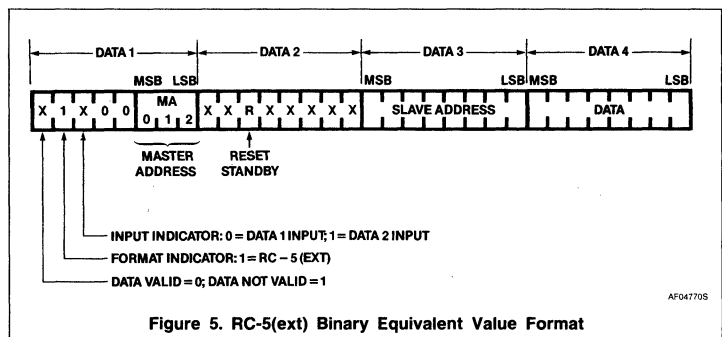 DATA 1 DATA 2 DATA 3 DATA 4
MSB LSB MSB LSB MSB LSB
X 1 X 0 0 MA 0 1 2 X X R X X X X X SLAVE ADDRESS DATA
MASTER ADDRESS RESET STANDBY
INPUT INDICATOR: 0 = DATA 1 INPUT; 1 = DATA 2 INPUT
FORMAT INDICATOR: 1 = RC – 5 (EXT)
DATA VALID = 0; DATA NOT VALID = 1
AF04770S
Figure 5. RC-5(ext) Binary Equivalent Value Format